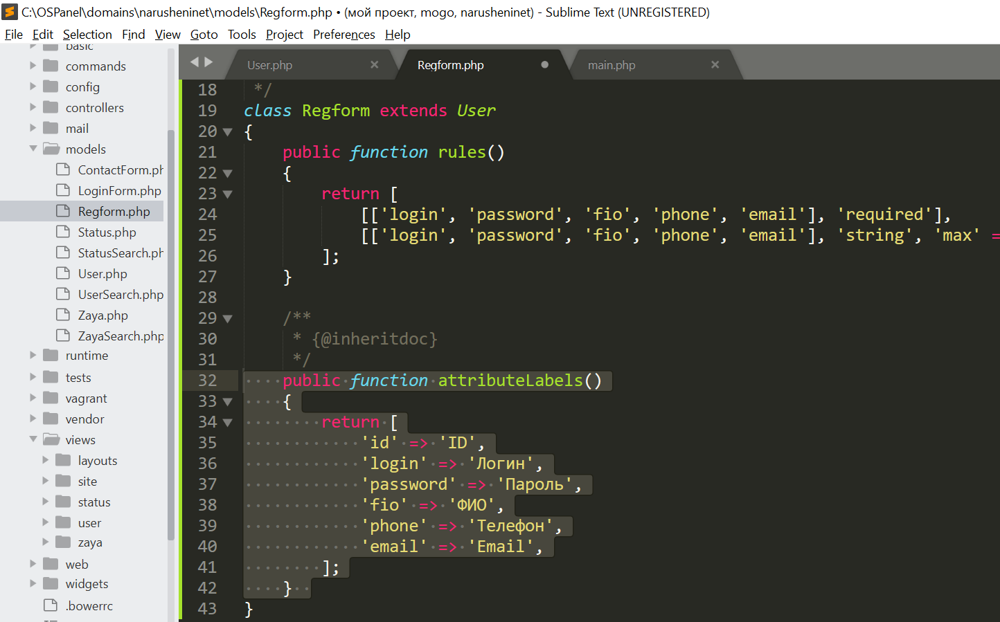 C:\OSPanel\domains\narusheninet\models\Regform.php • (мой проект, mogo, narusheninet) - Sublime Text (UNREGISTERED)
File Edit Selection Find View Goto Tools Project Preferences Help
basic
commands
config
controllers
mail
models
ContactForm.ph
LoginForm.php
Regform.php
Status.php
StatusSearch.ph
User.php
UserSearch.php
Zaya.php
ZayaSearch.php
runtime
tests
vagrant
vendor
views
layouts
site
status
user
zaya
web
widgets
.bowerrc
User.php × Regform.php main.php ×
18 */
19 class Regform extends User
20 {
21 public function rules()
22 {
23 return [
24 [['login', 'password', 'fio', 'phone', 'email'], 'required'],
25 [['login', 'password', 'fio', 'phone', 'email'], 'string', 'max' =
26 ];
27 }
28
29 /**
30 * {@inheritdoc}
31 */
32 public function attributeLabels()
33 {
34 return [
35 'id' => 'ID',
36 'login' => 'Логин',
37 'password' => 'Пароль',
38 'fio' => 'ФИО',
39 'phone' => 'Телефон',
40 'email' => 'Email',
41 ];
42 }
43 }